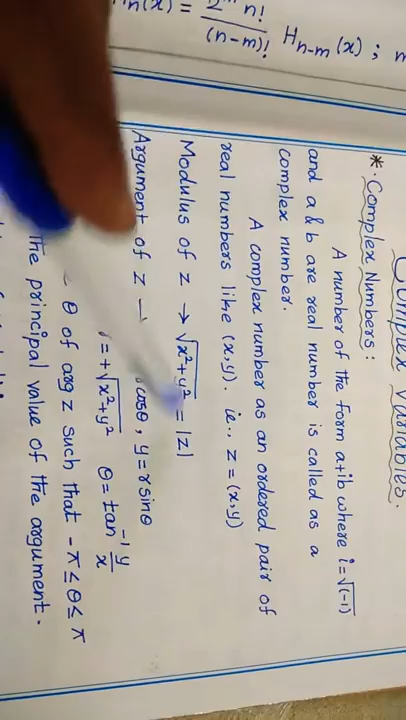 n(x) = n! / (n-m)! H n-m (x) ;
Complex Variables.
* Complex Numbers :
A number of the form a+ib where i=√(-1)
and a & b are real number is called as a
complex number.
A complex number as an ordered pair of
real numbers like (x,y). ie., z = (x,y)
Modulus of z → √x²+y² = |z|
Argument of z → cosθ, y = r sinθ
= +√x²+y² θ = tan⁻¹ y/x
θ of arg z such that -π ≤ θ ≤ π
the principal value of the argument.